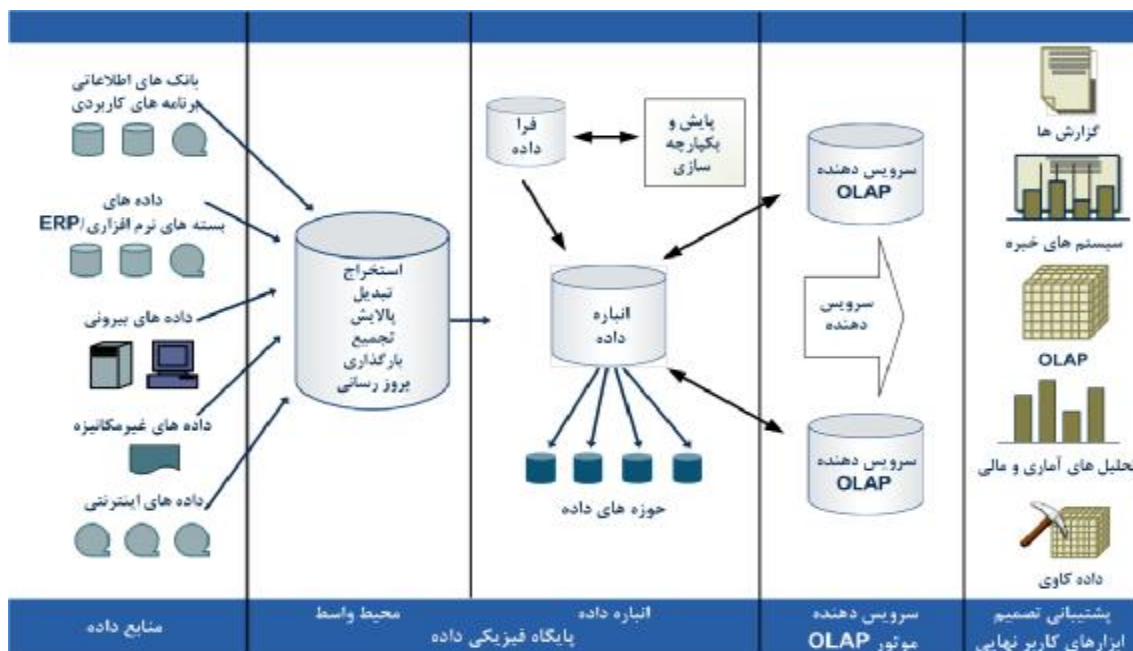 بانک های اطلاعاتی
برنامه های کاربردی
داده های
بسته های نرم افزاری/ERP
داده های بیرونی
داده های غیرمکانیزه
داده های اینترنتی
استخراج
تبدیل
پالایش
تجمیع
بارگذاری
بروز رسانی
فرا
داده
پایش و
یکپارچه
سازی
انباره
داده
حوزه های داده
سرویس دهنده
OLAP
سرویس
دهنده
سرویس دهنده
OLAP
گزارش ها
سیستم های خبره
OLAP
تحلیل های آماری و مالی
داده کاوی
منابع داده
محیط واسط
انباره داده
پایگاه فیزیکی داده
سرویس دهنده
موتور OLAP
پشتیبانی تصمیم
ابزارهای کاربر نهایی